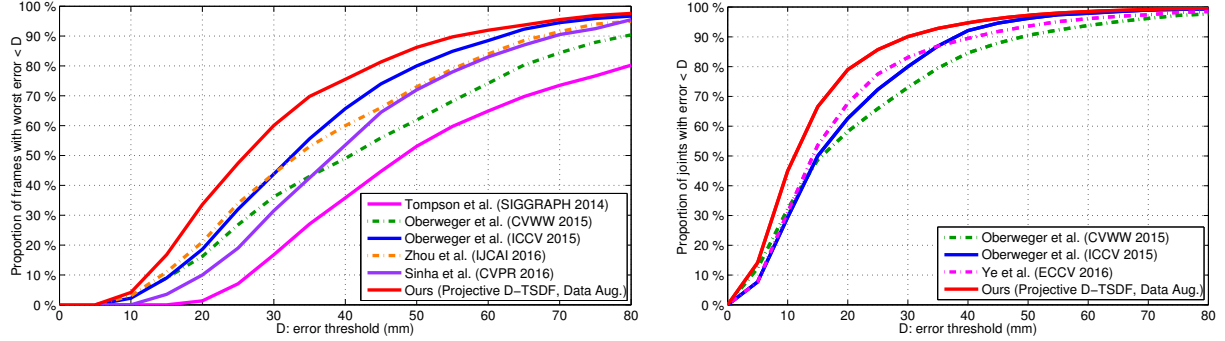 Proportion of frames with worst error < D
100 %
90 %
80 %
70 %
60 %
50 %
40 %
30 %
20 %
10 %
0 %
0 10 20 30 40 50 60 70 80
D: error threshold (mm)
Tompson et al. (SIGGRAPH 2014)
Oberweger et al. (CVWW 2015)
Oberweger et al. (ICCV 2015)
Zhou et al. (IJCAI 2016)
Sinha et al. (CVPR 2016)
Ours (Projective D−TSDF, Data Aug.)
Proportion of joints with error < D
100 %
90 %
80 %
70 %
60 %
50 %
40 %
30 %
20 %
10 %
0 %
0 10 20 30 40 50 60 70 80
D: error threshold (mm)
Oberweger et al. (CVWW 2015)
Oberweger et al. (ICCV 2015)
Ye et al. (ECCV 2016)
Ours (Projective D−TSDF, Data Aug.)